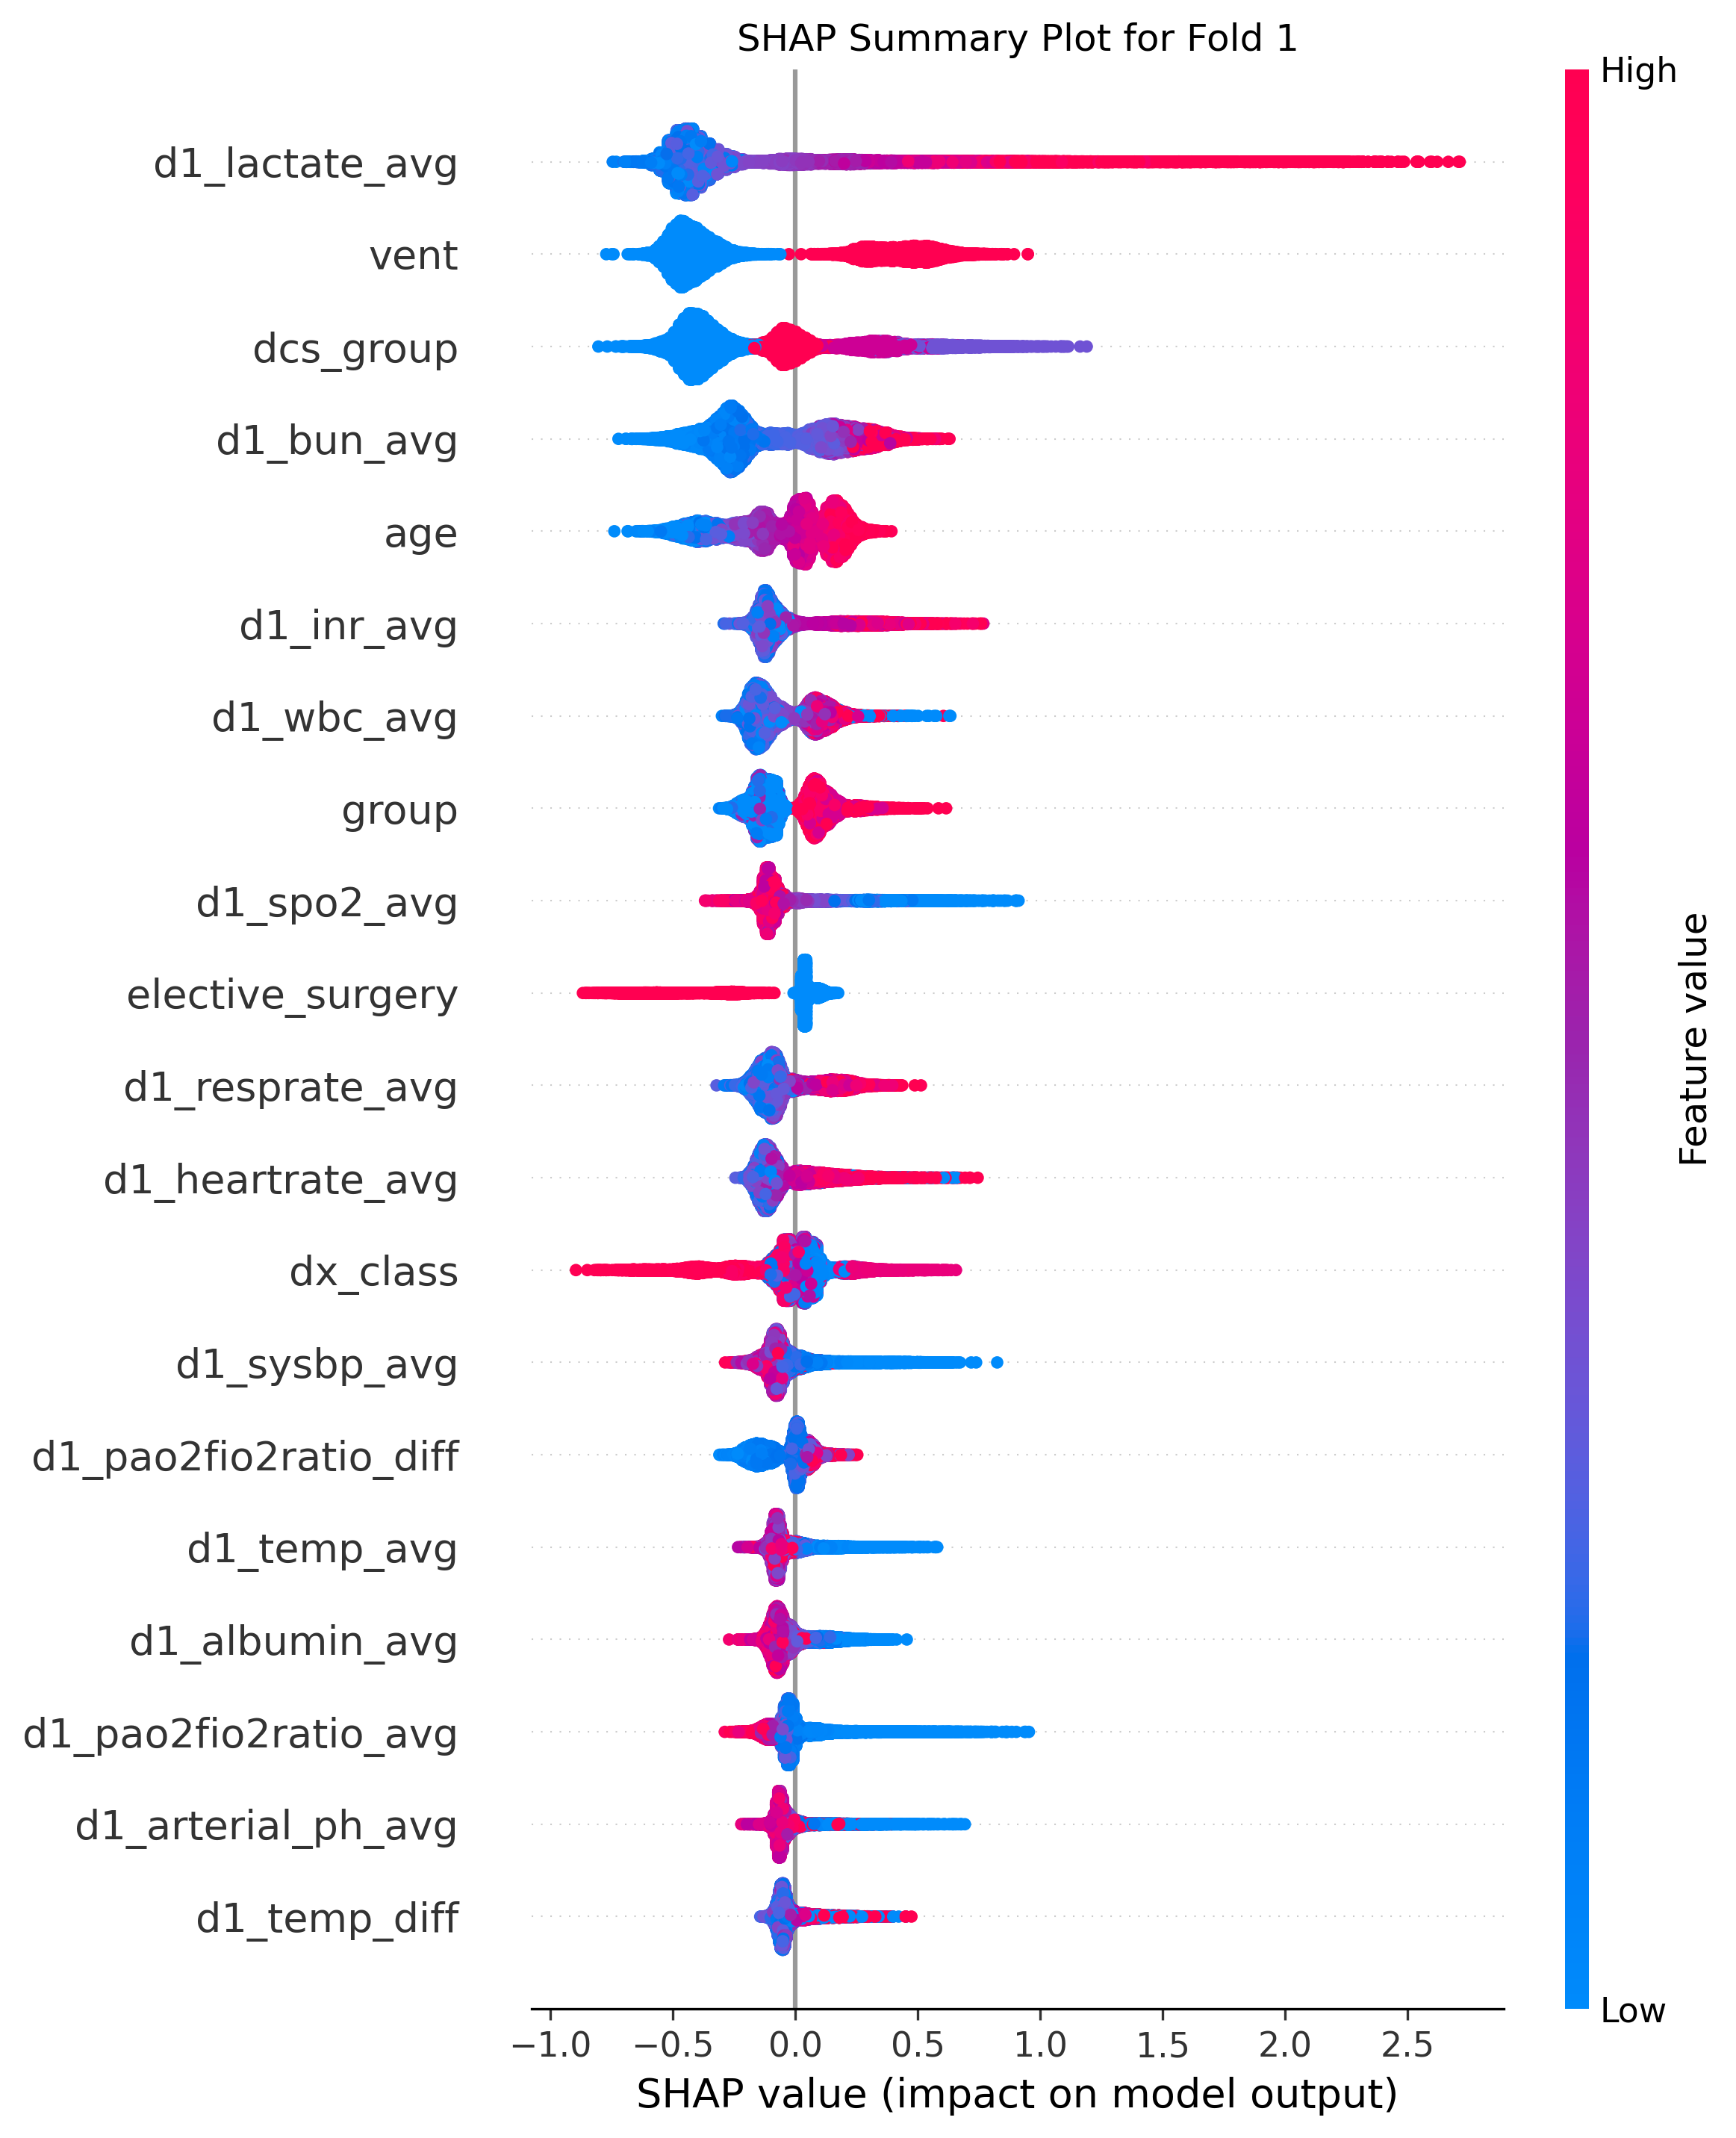 SHAP Summary Plot for Fold 1
High
d1_lactate_avg
vent
dcs_group
d1_bun_avg
age
d1_inr_avg
d1_wbc_avg
group
d1_spo2_avg
elective_surgery
d1_resprate_avg
d1_heartrate_avg
dx_class
d1_sysbp_avg
d1_pao2fio2ratio_diff
d1_temp_avg
d1_albumin_avg
d1_pao2fio2ratio_avg
d1_arterial_ph_avg
d1_temp_diff
Feature value
Low
−1.0 −0.5 0.0 0.5 1.0 1.5 2.0 2.5
SHAP value (impact on model output)